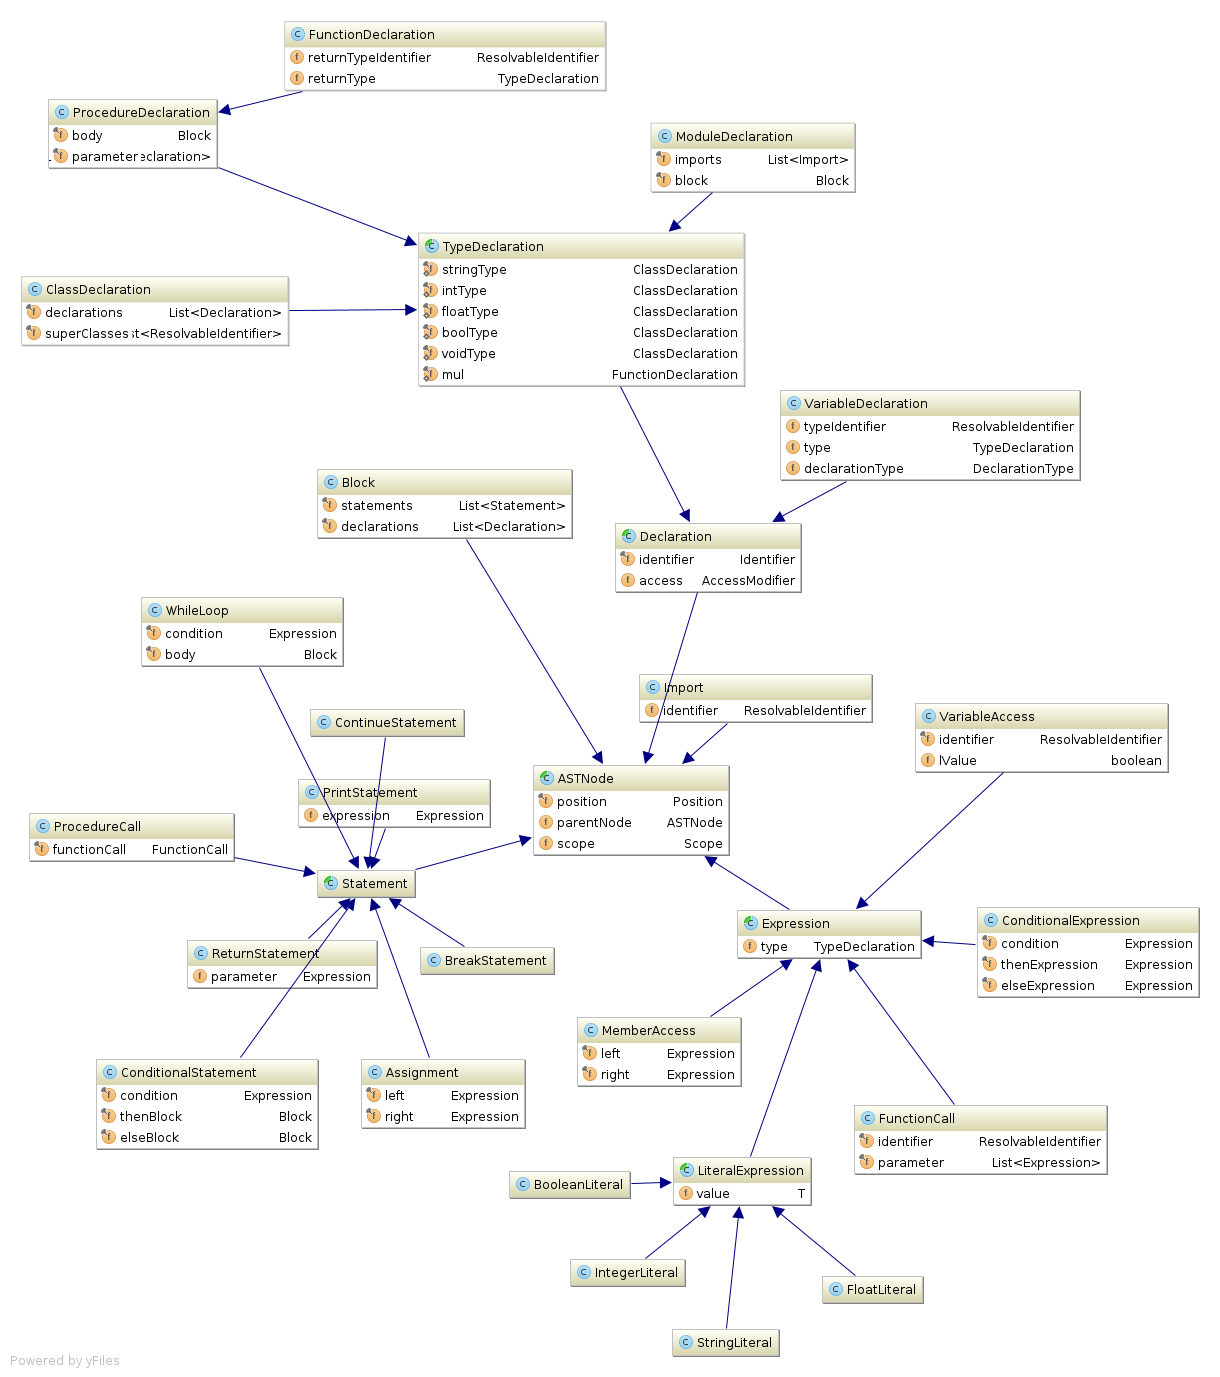 FunctionDeclaration
returnTypeIdentifier ResolvableIdentifier
returnType TypeDeclaration
ProcedureDeclaration
body Block
parameter eclaration>
ModuleDeclaration
imports List<Import>
block Block
TypeDeclaration
stringType ClassDeclaration
intType ClassDeclaration
floatType ClassDeclaration
boolType ClassDeclaration
voidType ClassDeclaration
mul FunctionDeclaration
ClassDeclaration
declarations List<Declaration>
superClasses st<ResolvableIdentifier>
VariableDeclaration
typeIdentifier ResolvableIdentifier
type TypeDeclaration
declarationType DeclarationType
Block
statements List<Statement>
declarations List<Declaration>
Declaration
identifier Identifier
access AccessModifier
WhileLoop
condition Expression
body Block
Import
identifier ResolvableIdentifier
ContinueStatement
VariableAccess
identifier ResolvableIdentifier
lValue boolean
ASTNode
position Position
parentNode ASTNode
scope Scope
PrintStatement
expression Expression
ProcedureCall
functionCall FunctionCall
Statement
Expression
type TypeDeclaration
ConditionalExpression
condition Expression
thenExpression Expression
elseExpression Expression
ReturnStatement
parameter Expression
BreakStatement
MemberAccess
left Expression
right Expression
ConditionalStatement
condition Expression
thenBlock Block
elseBlock Block
Assignment
left Expression
right Expression
FunctionCall
identifier ResolvableIdentifier
parameter List<Expression>
LiteralExpression
value T
BooleanLiteral
IntegerLiteral
FloatLiteral
StringLiteral
Powered by yFiles